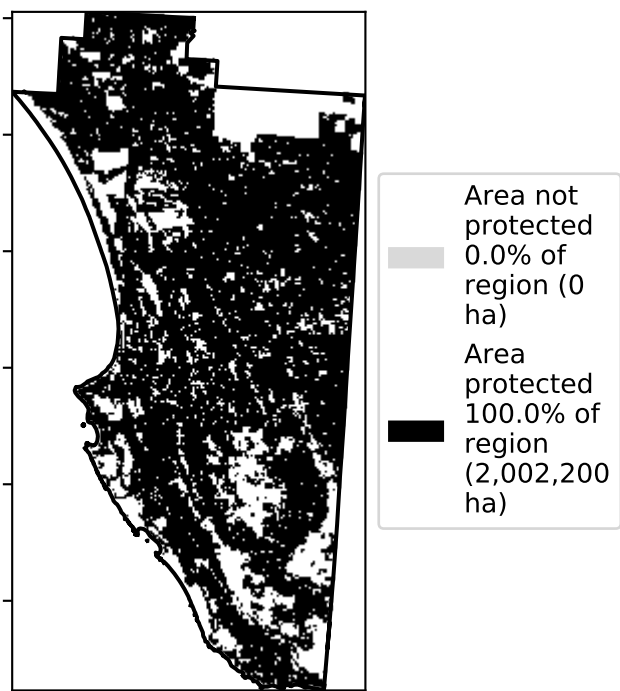 Area not
protected
0.0% of
region (0
ha)
Area
protected
100.0% of
region
(2,002,200
ha)